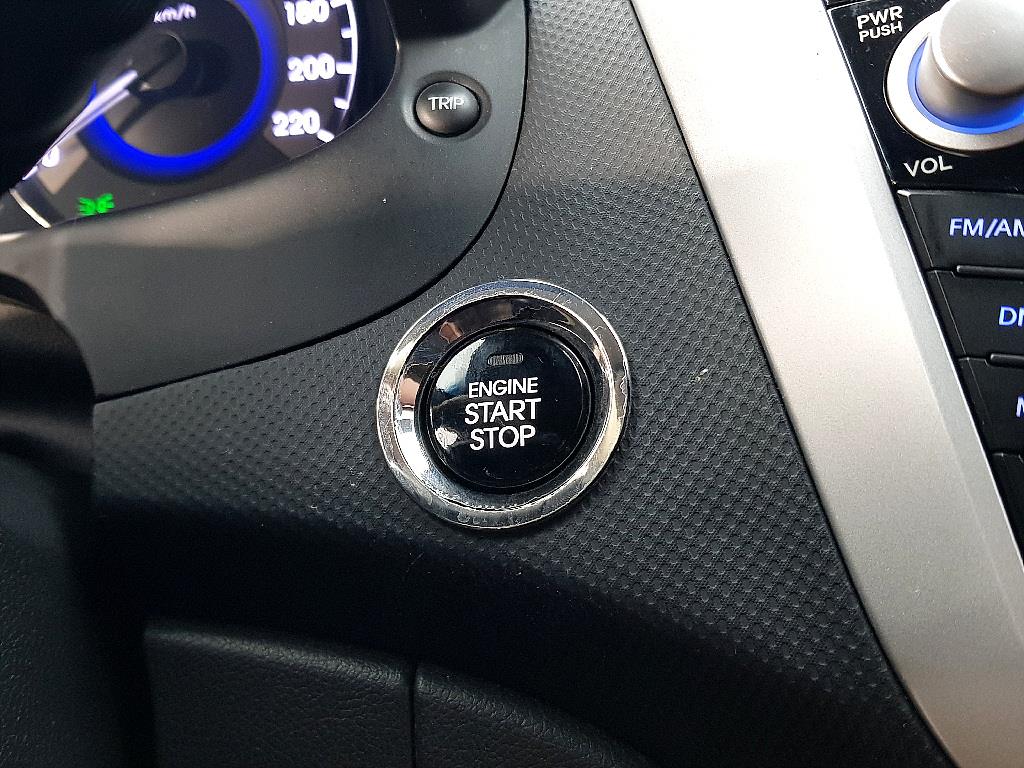 km/h
180
200
220
TRIP
ENGINE
START
STOP
PWR
PUSH
VOL
FM/AM